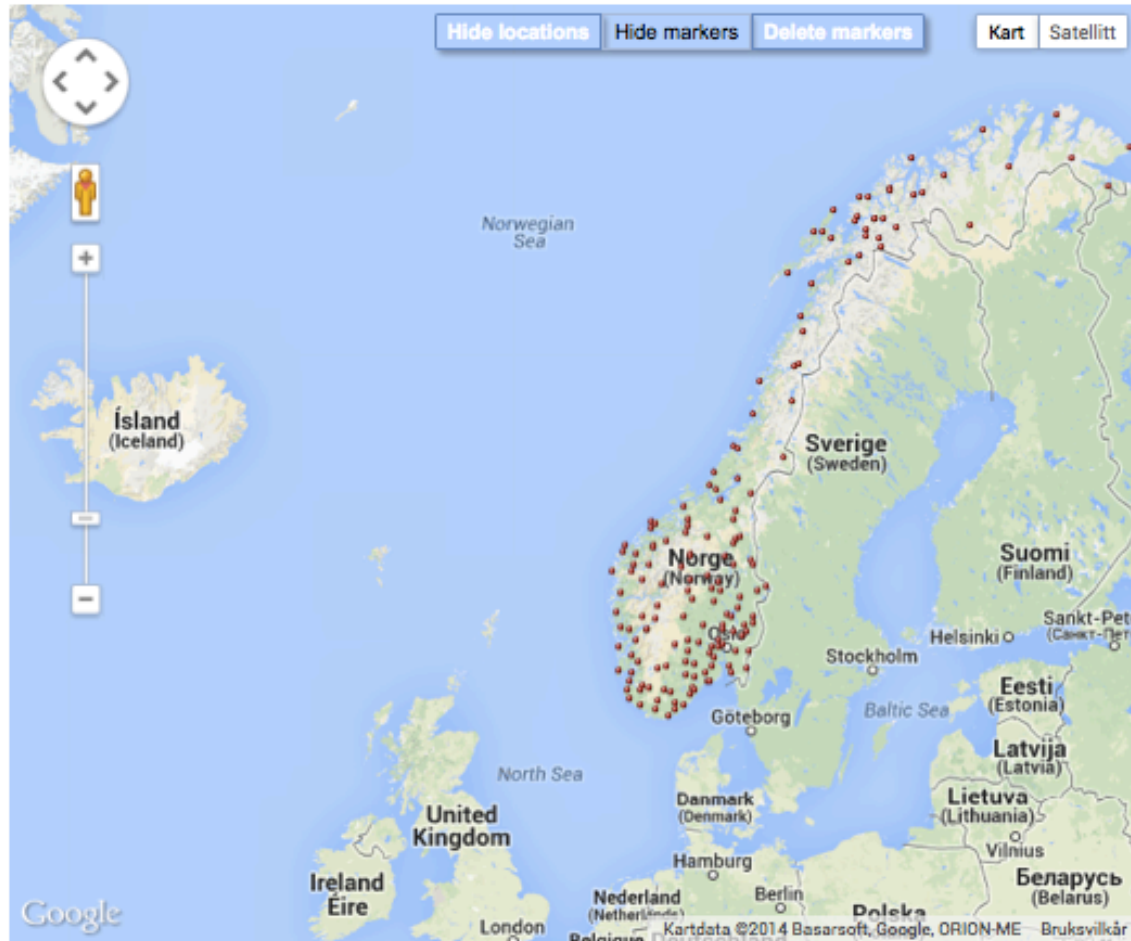 Hide locations Hide markers Delete markers
Kart Satellitt
Norwegian
Sea
Ísland
(Iceland)
Sverige
(Sweden)
Norge
(Norway)
Suomi
(Finland)
Oslo
Helsinki
Stockholm
Eesti
(Estonia)
Baltic Sea
Göteborg
Latvija
(Latvia)
North Sea
Danmark
(Denmark)
Lietuva
(Lithuania)
United
Kingdom
Vilnius
Hamburg
Беларусь
(Belarus)
Ireland
Éire
Nederland
Berlin
Polska
Google
London
Kartdata ©2014 Basarsoft, Google, ORION-ME Bruksvilkår